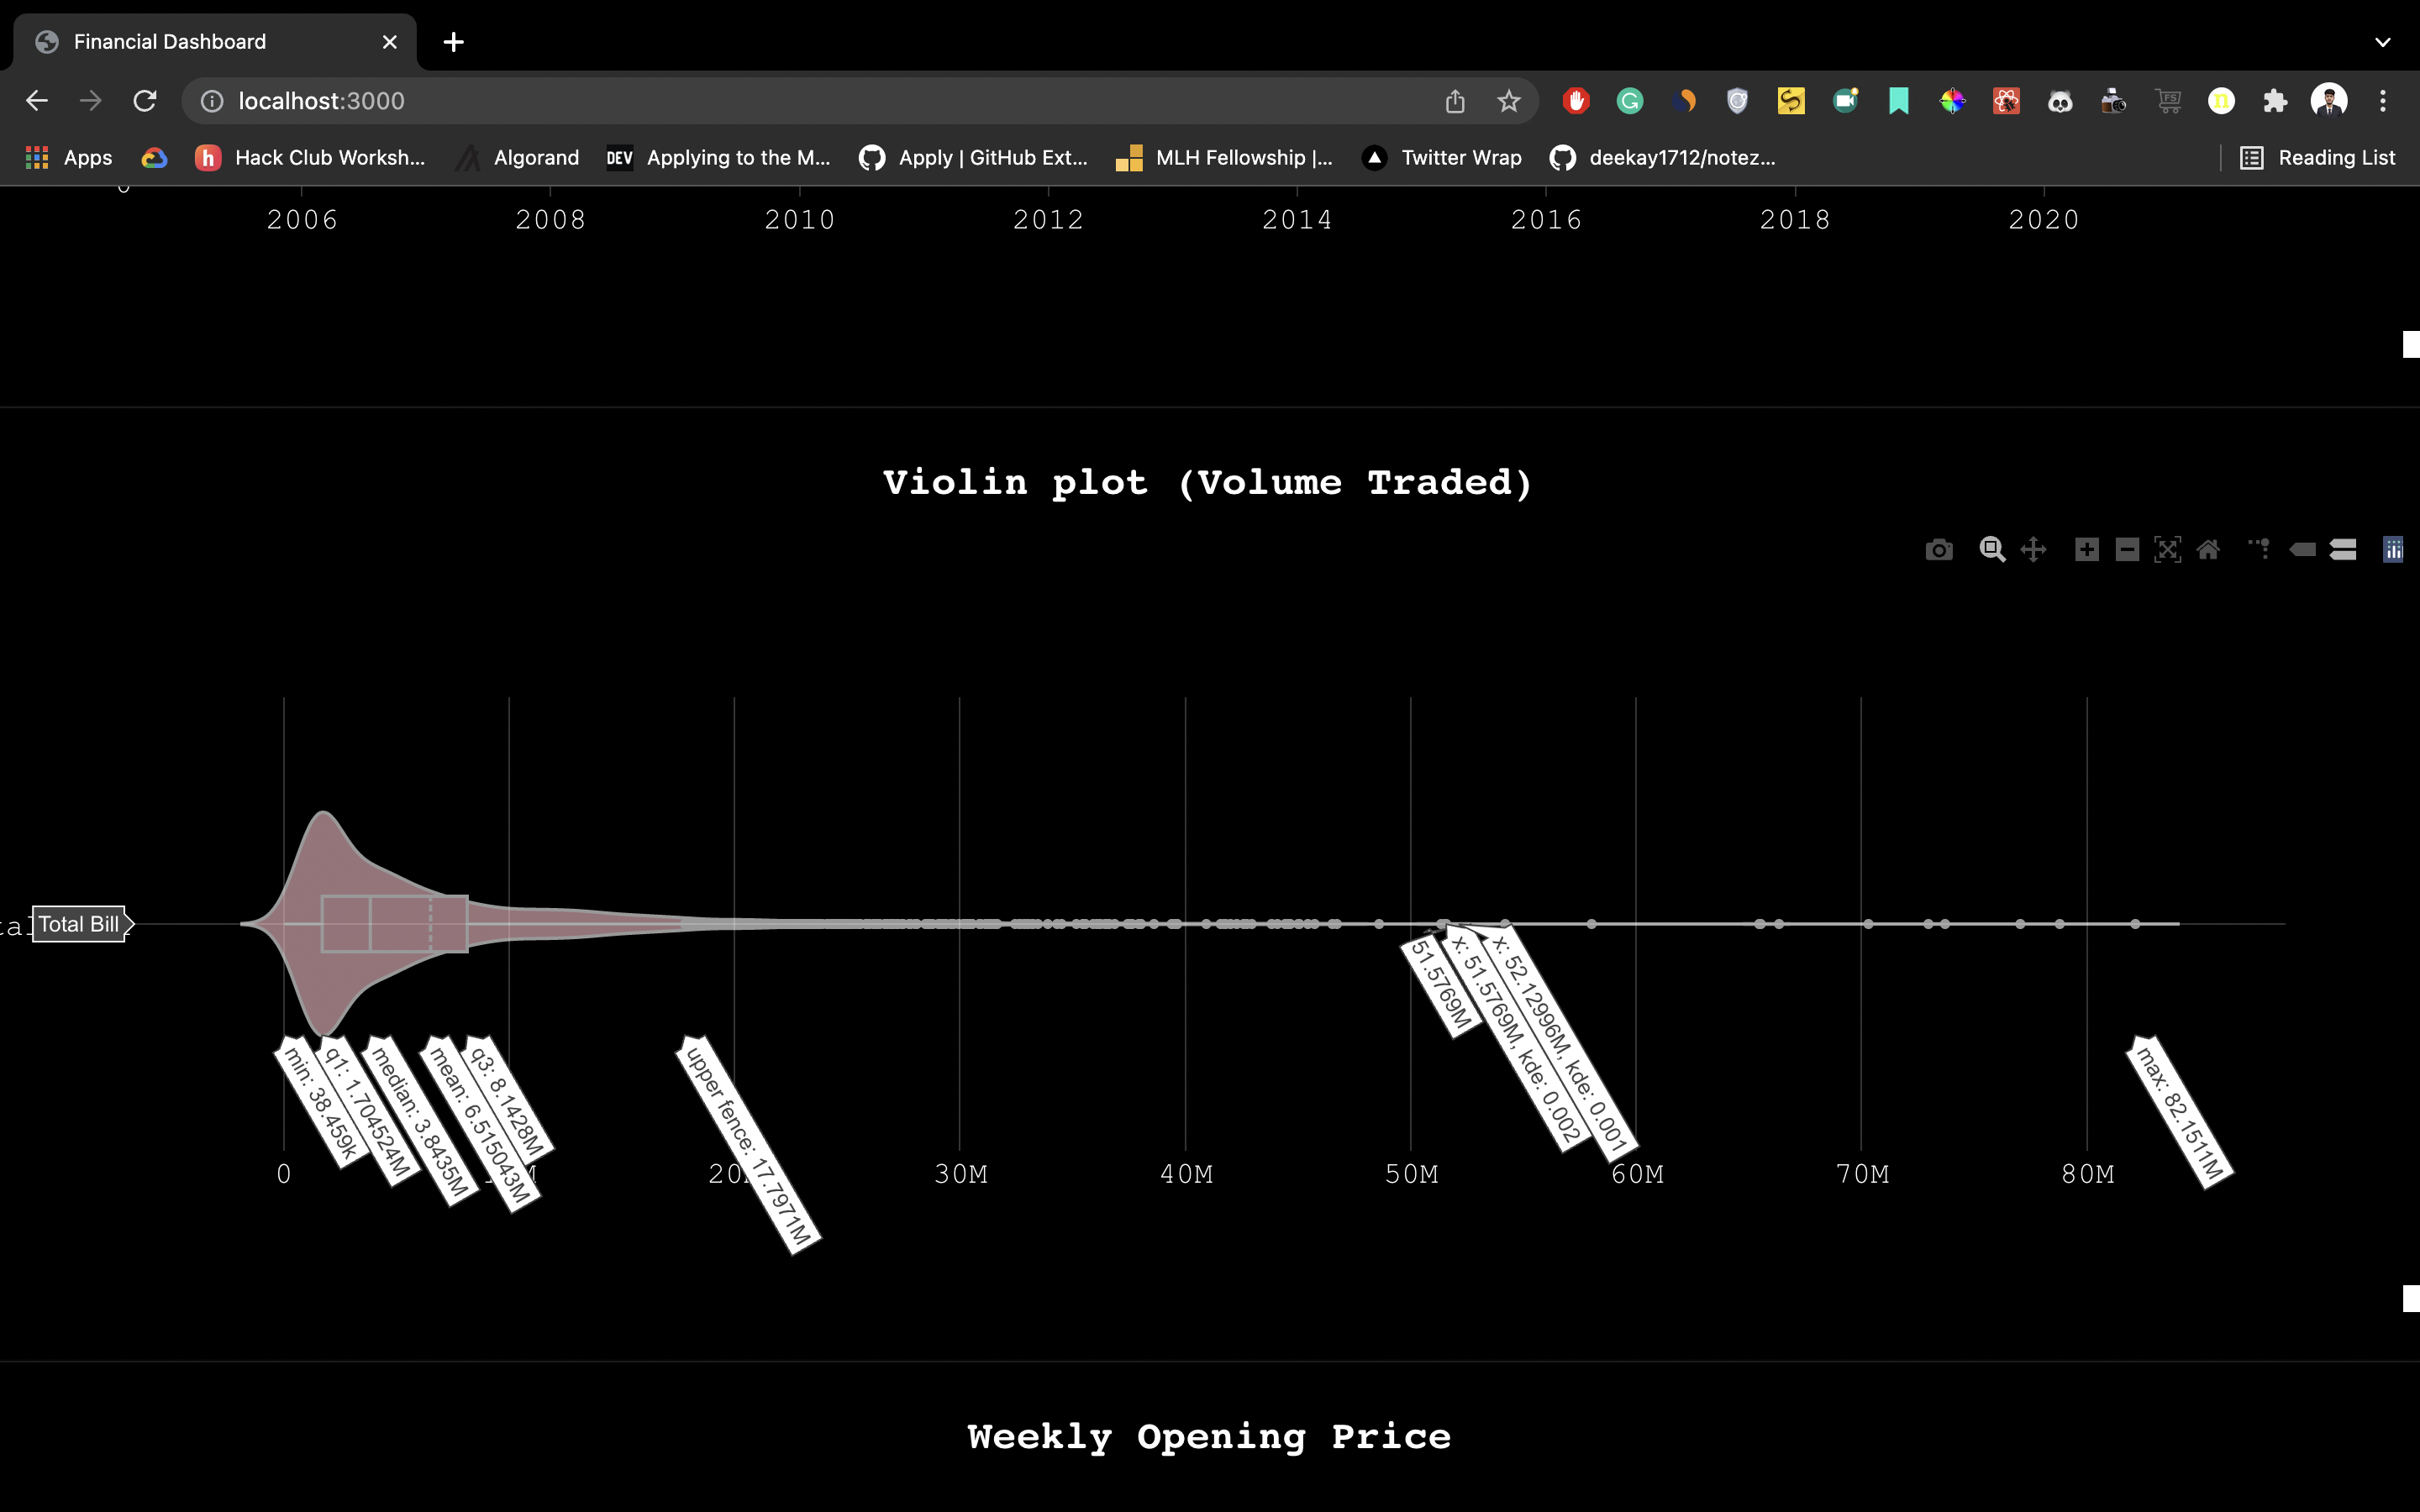 Financial Dashboard
localhost:3000
Apps
Hack Club Worksh...
Algorand
DEV Applying to the M...
Apply | GitHub Ext...
MLH Fellowship |...
Twitter Wrap
deekay1712/notez...
Reading List
0
2006 2008 2010 2012 2014 2016 2018 2020
Violin plot (Volume Traded)
Total Bill
51.5769M
x: 51.5769M, kde: 0.002
x: 52.12996M, kde: 0.001
min: 38.459k
q1: 1.704524M
median: 3.8435M
mean: 6.515043M
q3: 8.1428M
upper fence: 17.7971M
max: 82.1511M
0 30M 40M 50M 60M 70M 80M
Weekly Opening Price